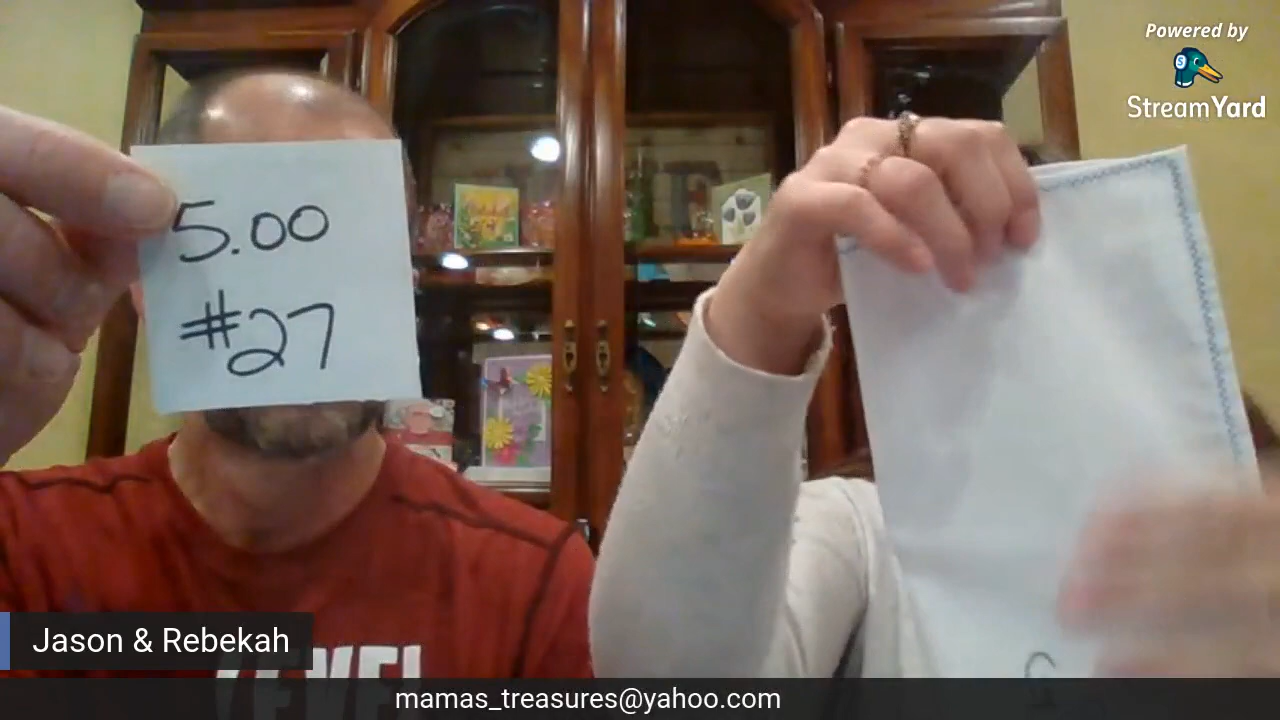 Powered by
StreamYard
5.00
#27
Jason & Rebekah
mamas_treasures@yahoo.com